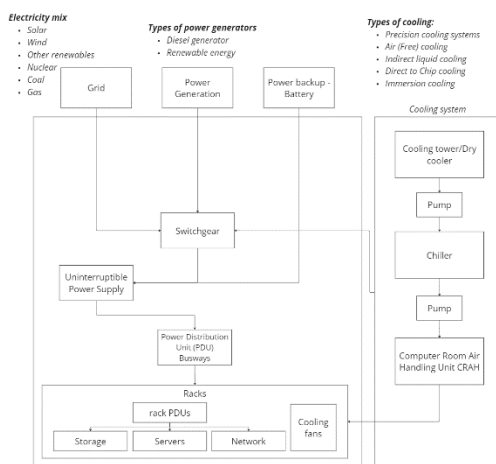 Electricity mix
• Solar
• Wind
• Other renewables
• Nuclear
• Coal
• Gas
Types of power generators
• Diesel generator
• Renewable energy
Types of cooling:
• Precision cooling systems
• Air (Free) cooling
• Indirect liquid cooling
• Direct to Chip cooling
• Immersion cooling
Grid
Power
Generation
Power backup -
Battery
Cooling system
Cooling tower/Dry
cooler
Pump
Switchgear
Chiller
Uninterruptible
Power Supply
Pump
Power Distribution
Unit (PDU)
Busways
Computer Room Air
Handling Unit CRAH
Racks
rack PDUs
Cooling
fans
Storage
Servers
Network